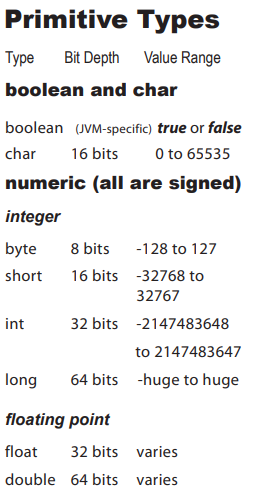 Primitive Types
Type Bit Depth Value Range
boolean and char
boolean (JVM-specific) true or false
char 16 bits 0 to 65535
numeric (all are signed)
integer
byte 8 bits -128 to 127
short 16 bits -32768 to
32767
int 32 bits -2147483648
to 2147483647
long 64 bits -huge to huge
floating point
float 32 bits varies
double 64 bits varies